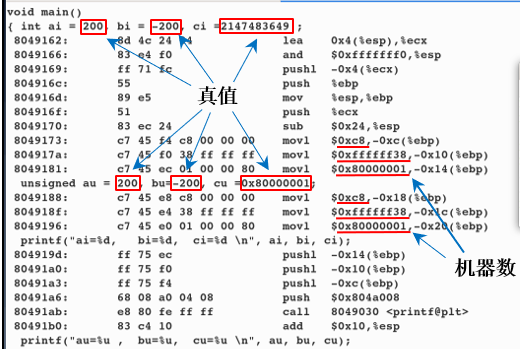 void main()
{ int ai = 200, bi = -200, ci =2147483649 ;
8049162: 8d 4c 24 04 lea 0x4(%esp),%ecx
8049166: 83 e4 f0 and $0xfffffff0,%esp
8049169: ff 71 fc pushl -0x4(%ecx)
804916c: 55 push %ebp
804916d: 89 e5 mov %esp,%ebp
804916f: 51 push %ecx
8049170: 83 ec 24 sub $0x24,%esp
真值
8049173: c7 45 f4 c8 00 00 00 movl $0xc8,-0xc(%ebp)
804917a: c7 45 f0 38 ff ff ff movl $0xffffff38,-0x10(%ebp)
8049181: c7 45 ec 01 00 00 80 movl $0x80000001,-0x14(%ebp)
unsigned au = 200, bu=-200, cu =0x80000001;
8049188: c7 45 e8 c8 00 00 00 movl $0xc8,-0x18(%ebp)
804918f: c7 45 e4 38 ff ff ff movl $0xffffff38,-0x1c(%ebp)
8049196: c7 45 e0 01 00 00 80 movl $0x80000001,-0x20(%ebp)
printf("ai=%d, bi=%d, ci=%d \n", ai, bi, ci);
804919d: ff 75 ec pushl -0x14(%ebp)
80491a0: ff 75 f0 pushl -0x10(%ebp)
80491a3: ff 75 f4 pushl -0xc(%ebp)
机器数
80491a6: 68 08 a0 04 08 push $0x804a008
80491ab: e8 80 fe ff ff call 8049030 <printf@plt>
80491b0: 83 c4 10 add $0x10,%esp
printf("au=%u , bu=%u, cu=%u \n", au, bu, cu);